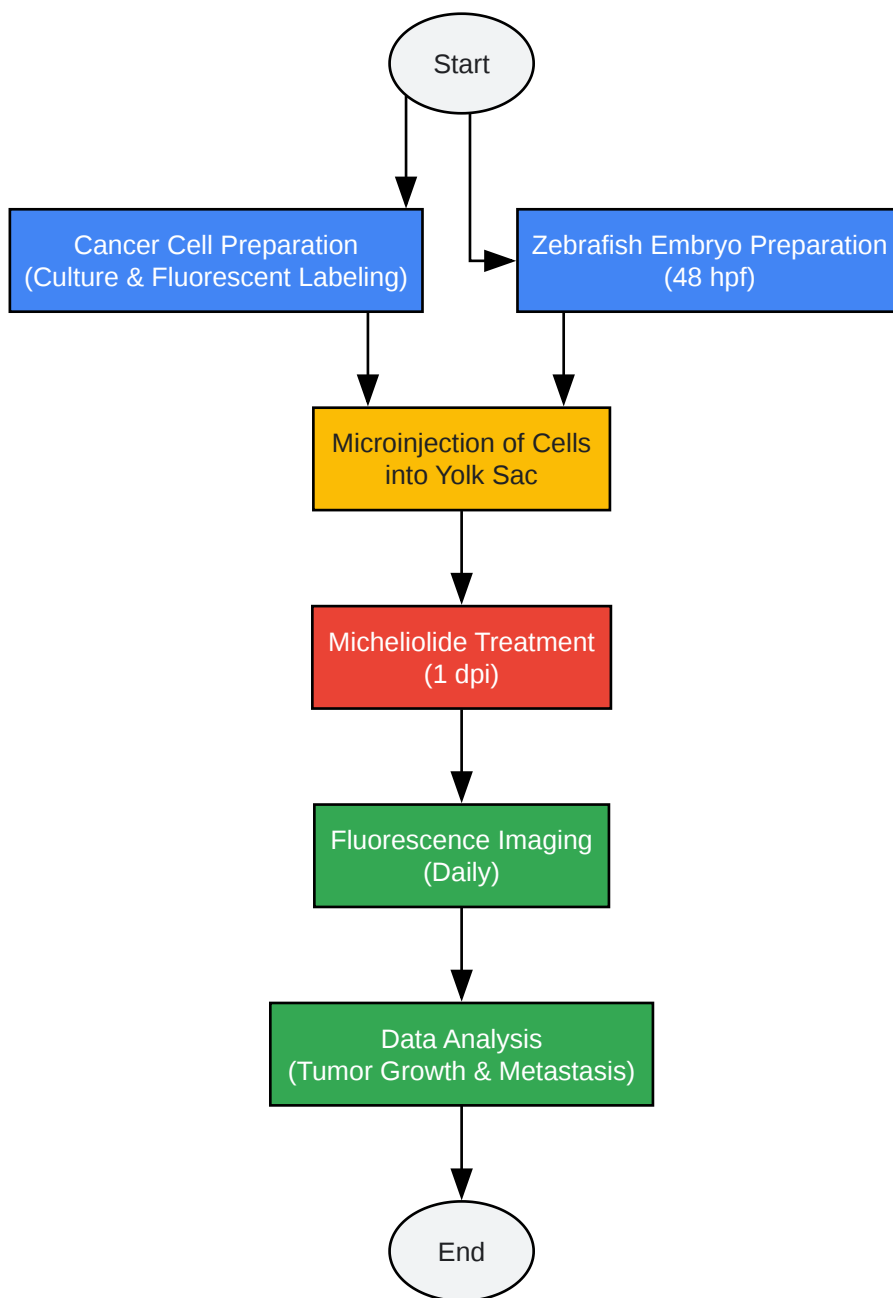 Start
Cancer Cell Preparation
(Culture & Fluorescent Labeling)
Zebrafish Embryo Preparation
(48 hpf)
Microinjection of Cells
into Yolk Sac
Micheliolide Treatment
(1 dpi)
Fluorescence Imaging
(Daily)
Data Analysis
(Tumor Growth & Metastasis)
End